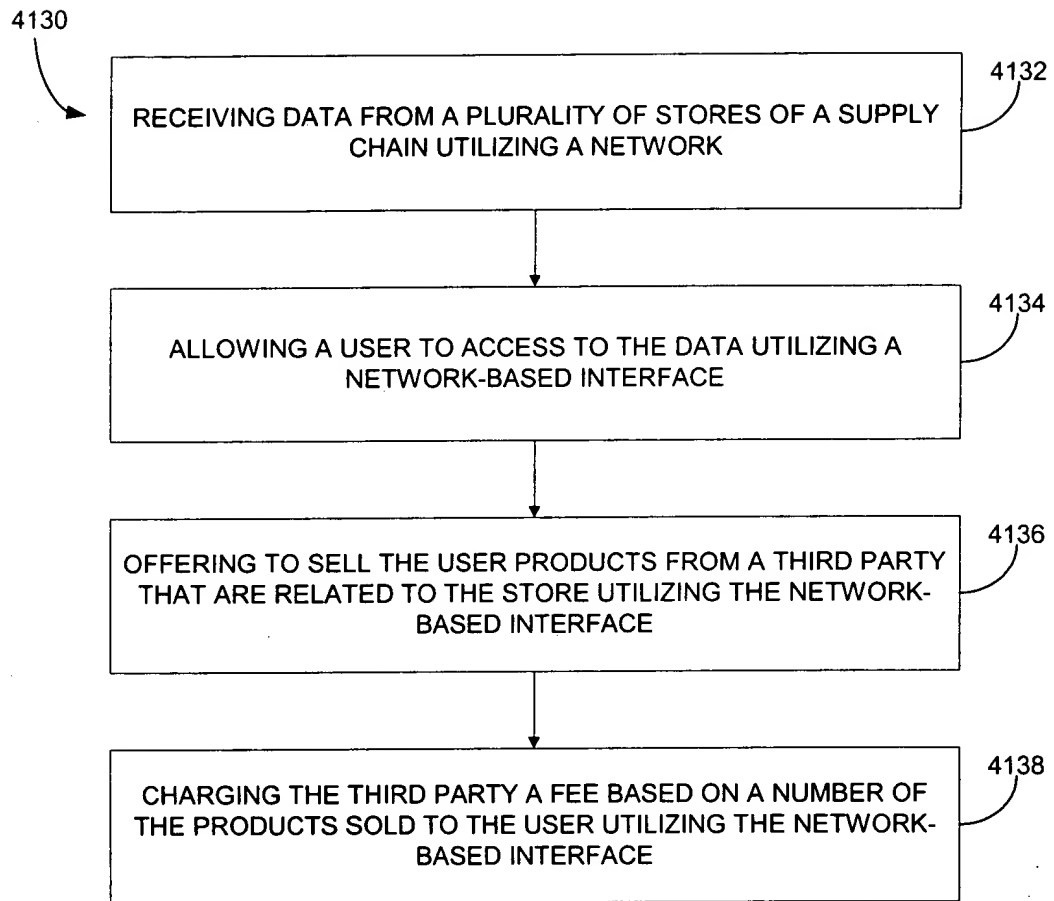 4130
4132
RECEIVING DATA FROM A PLURALITY OF STORES OF A SUPPLY
CHAIN UTILIZING A NETWORK
4134
ALLOWING A USER TO ACCESS TO THE DATA UTILIZING A
NETWORK-BASED INTERFACE
4136
OFFERING TO SELL THE USER PRODUCTS FROM A THIRD PARTY
THAT ARE RELATED TO THE STORE UTILIZING THE NETWORK-
BASED INTERFACE
4138
CHARGING THE THIRD PARTY A FEE BASED ON A NUMBER OF
THE PRODUCTS SOLD TO THE USER UTILIZING THE NETWORK-
BASED INTERFACE